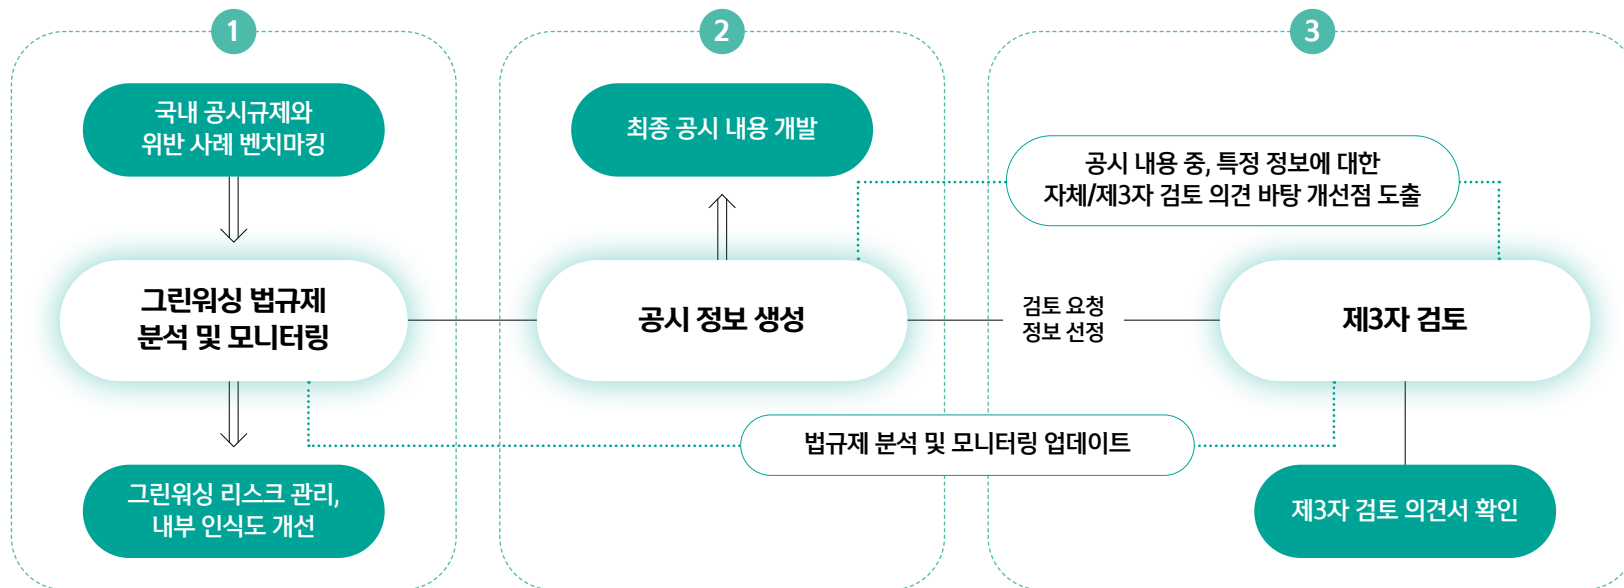 1
국내 공시규제와
위반 사례 벤치마킹
그린워싱 법규제
분석 및 모니터링
그린워싱 리스크 관리,
내부 인식도 개선
2
최종 공시 내용 개발
공시 정보 생성
검토 요청
정보 선정
3
공시 내용 중, 특정 정보에 대한
자체/제3자 검토 의견 바탕 개선점 도출
제3자 검토
법규제 분석 및 모니터링 업데이트
제3자 검토 의견서 확인